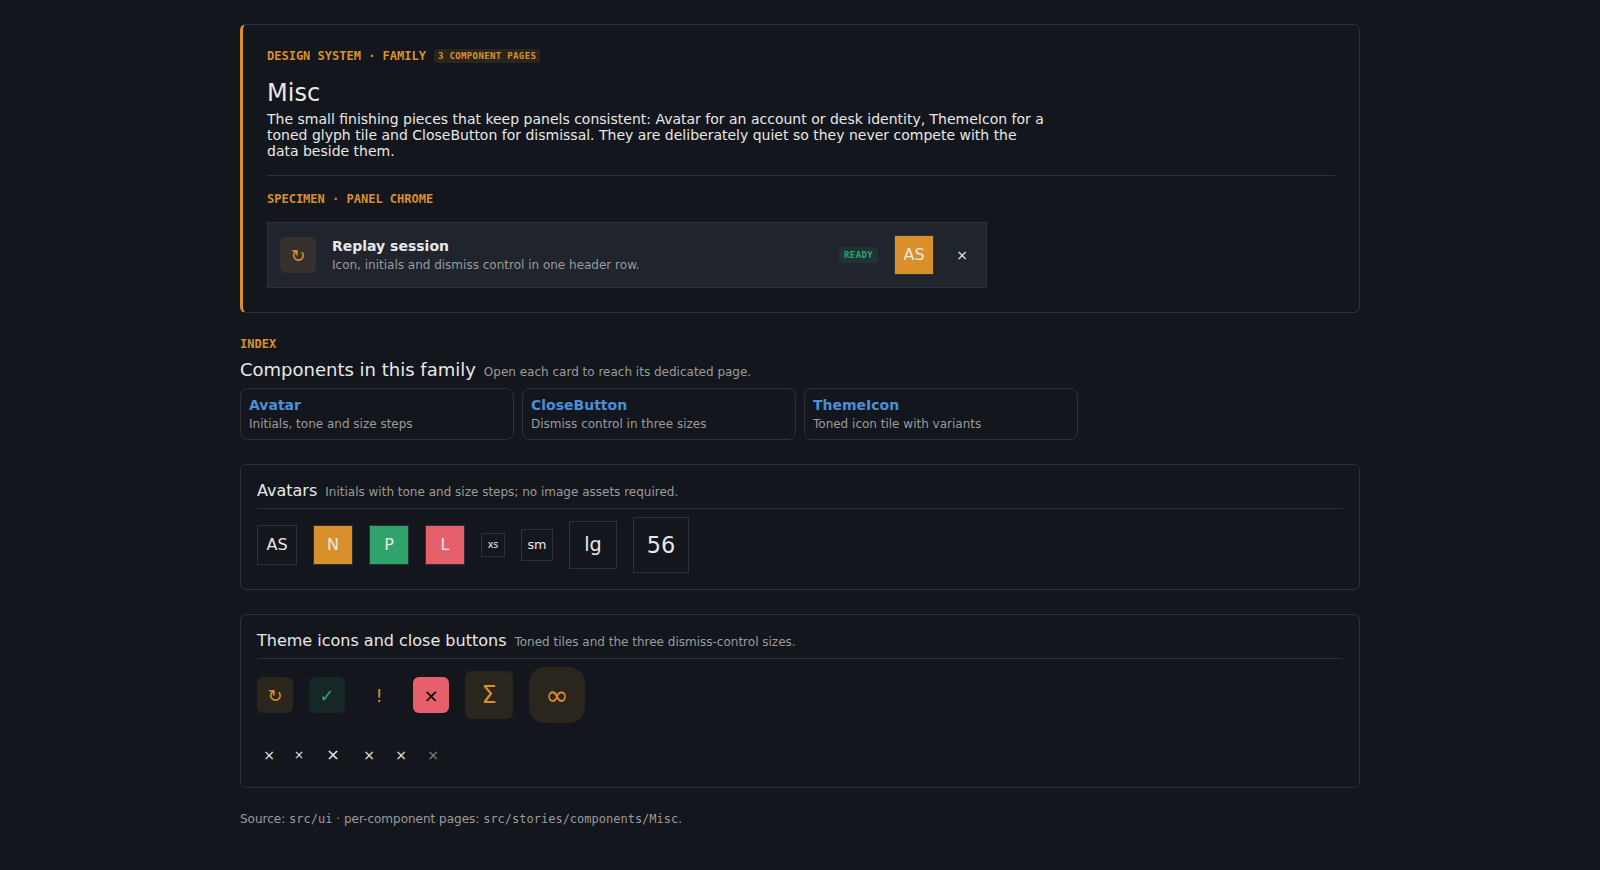 DESIGN SYSTEM · FAMILY 3 COMPONENT PAGES
Misc
The small finishing pieces that keep panels consistent: Avatar for an account or desk identity, ThemeIcon for a
toned glyph tile and CloseButton for dismissal. They are deliberately quiet so they never compete with the
data beside them.
SPECIMEN · PANEL CHROME
↻ Replay session READY AS ×
Icon, initials and dismiss control in one header row.
INDEX
Components in this family Open each card to reach its dedicated page.
Avatar CloseButton ThemeIcon
Initials, tone and size steps Dismiss control in three sizes Toned icon tile with variants
Avatars Initials with tone and size steps; no image assets required.
AS N P L xs sm lg 56
Theme icons and close buttons Toned tiles and the three dismiss-control sizes.
↻ ✓ ! × Σ ∞
× × × × × ×
Source: src/ui · per-component pages: src/stories/components/Misc.